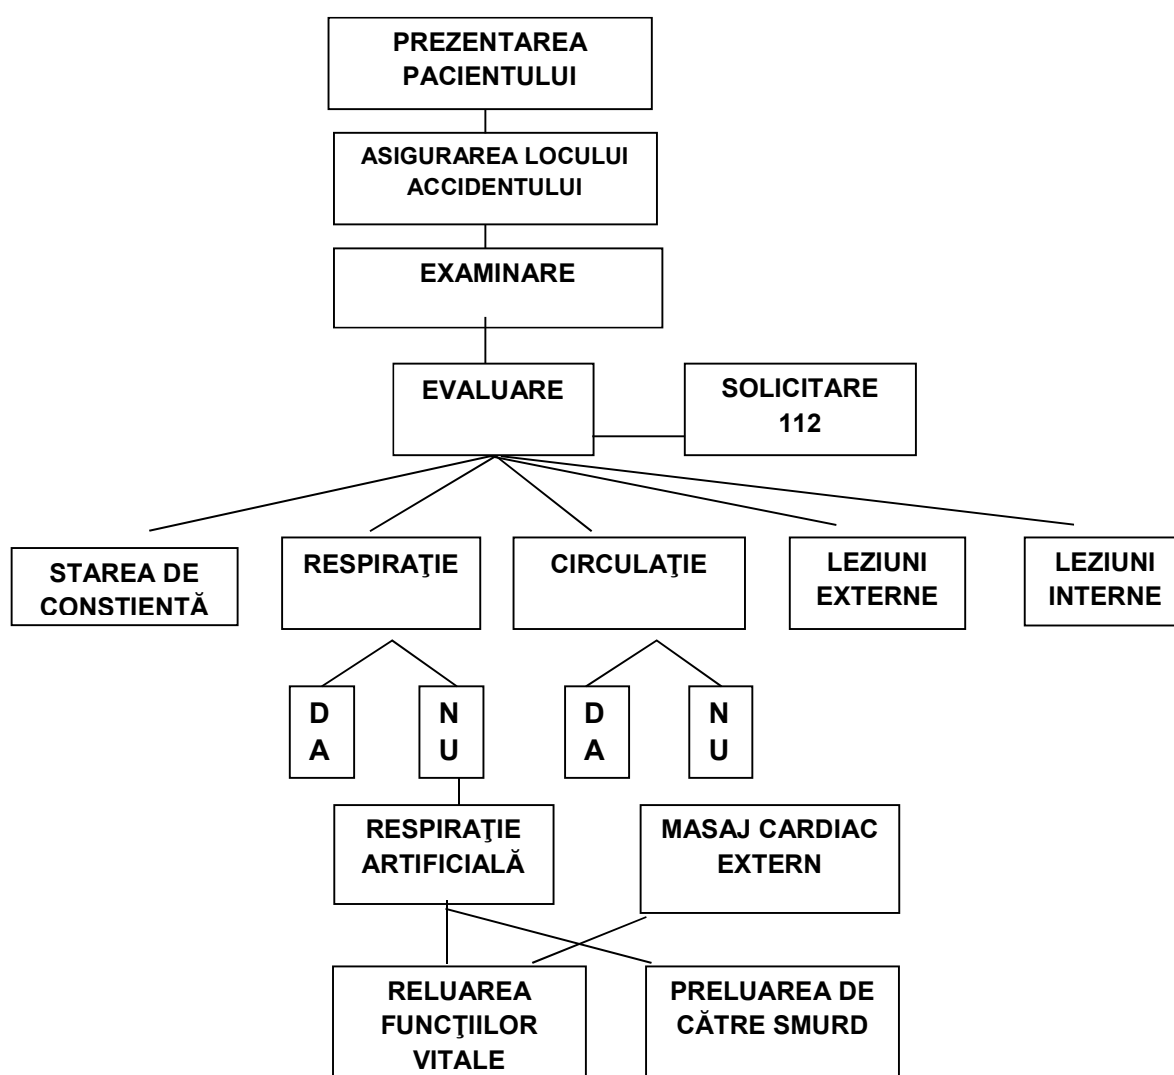 PREZENTAREA
PACIENTULUI
ASIGURAREA LOCULUI
ACCIDENTULUI
EXAMINARE
EVALUARE
SOLICITARE
112
STAREA DE
CONSTIENTĂ
RESPIRAŢIE
CIRCULAŢIE
LEZIUNI
EXTERNE
LEZIUNI
INTERNE
D
A
N
U
D
A
N
U
RESPIRAŢIE
ARTIFICIALĂ
MASAJ CARDIAC
EXTERN
RELUAREA
FUNCŢIILOR
VITALE
PRELUAREA DE
CĂTRE SMURD